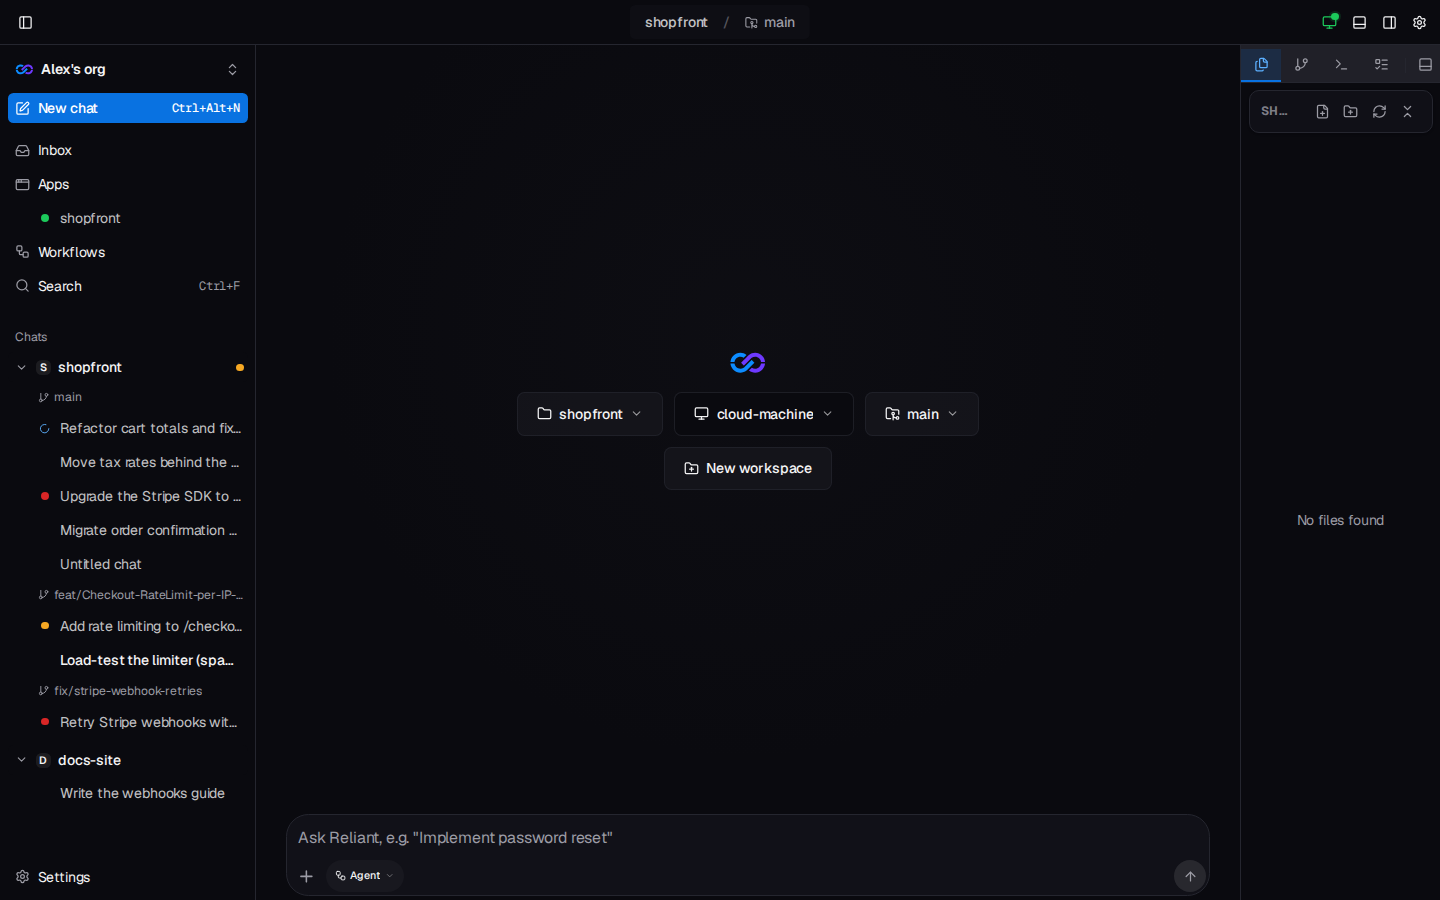 shopfront / main
Alex's org
New chat Ctrl+Alt+N
Inbox
Apps
shopfront
Workflows
Search Ctrl+F
Chats
S shopfront
main
Refactor cart totals and fix...
Move tax rates behind the ...
Upgrade the Stripe SDK to ...
Migrate order confirmation ...
Untitled chat
feat/Checkout-RateLimit-per-IP-...
Add rate limiting to /checko...
Load-test the limiter (spa...
fix/stripe-webhook-retries
Retry Stripe webhooks wit...
D docs-site
Write the webhooks guide
Settings
shopfront
cloud-machine
main
New workspace
Ask Reliant, e.g. "Implement password reset"
Agent
SH...
No files found